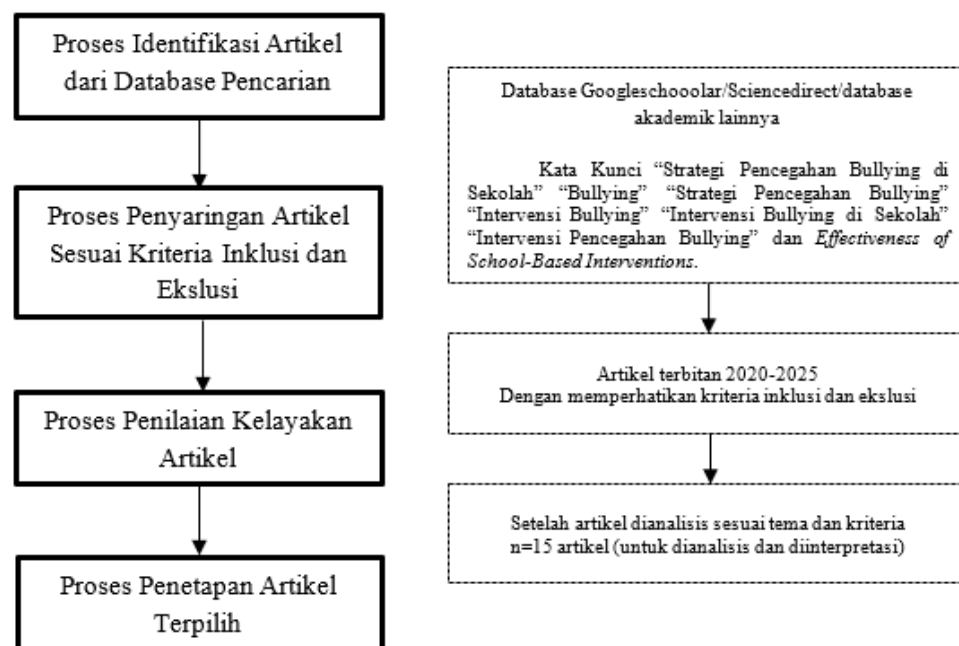 Proses Identifikasi Artikel
dari Database Pencarian
Proses Penyaringan Artikel
Sesuai Kriteria Inklusi dan
Ekslusi
Proses Penilaian Kelayakan
Artikel
Proses Penetapan Artikel
Terpilih
Database Googleschooolar/Sciencedirect/database
akademik lainnya
Kata Kunci “Strategi Pencegahan Bullying di
Sekolah” “Bullying” “Strategi Pencegahan Bullying”
“Intervensi Bullying” “Intervensi Bullying di Sekolah”
“Intervensi Pencegahan Bullying” dan Effectiveness of
School-Based Interventions.
Artikel terbitan 2020-2025
Dengan memperhatikan kriteria inklusi dan ekslusi
Setelah artikel dianalisis sesuai tema dan kriteria
n=15 artikel (untuk dianalisis dan diinterpretasi)